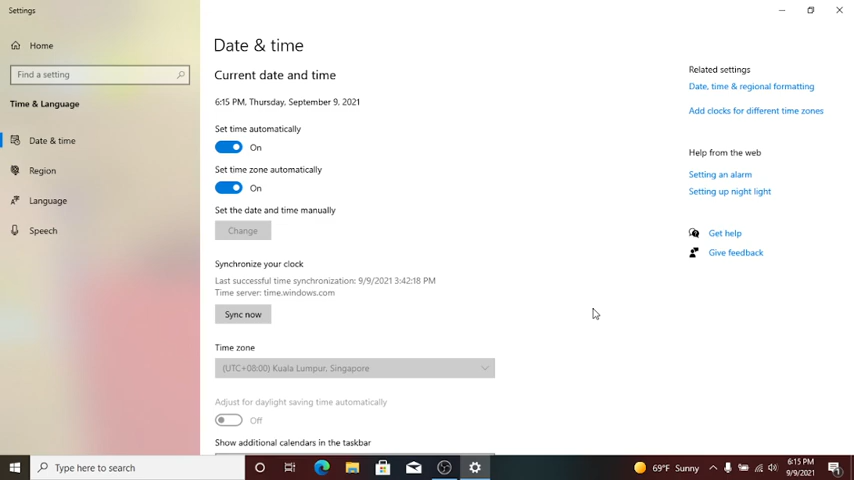 Settings
Home
Find a setting
Time & Language
Date & time
Region
Language
Speech
Date & time
Current date and time
6:15 PM, Thursday, September 9, 2021
Set time automatically
On
Set time zone automatically
On
Set the date and time manually
Change
Synchronize your clock
Last successful time synchronization: 9/9/2021 3:42:18 PM
Time server: time.windows.com
Sync now
Time zone
(UTC+08:00) Kuala Lumpur, Singapore
Adjust for daylight saving time automatically
Off
Show additional calendars in the taskbar
Related settings
Date, time & regional formatting
Add clocks for different time zones
Help from the web
Setting an alarm
Setting up night light
Get help
Give feedback
Type here to search
69°F Sunny
6:15 PM
9/9/2021
1